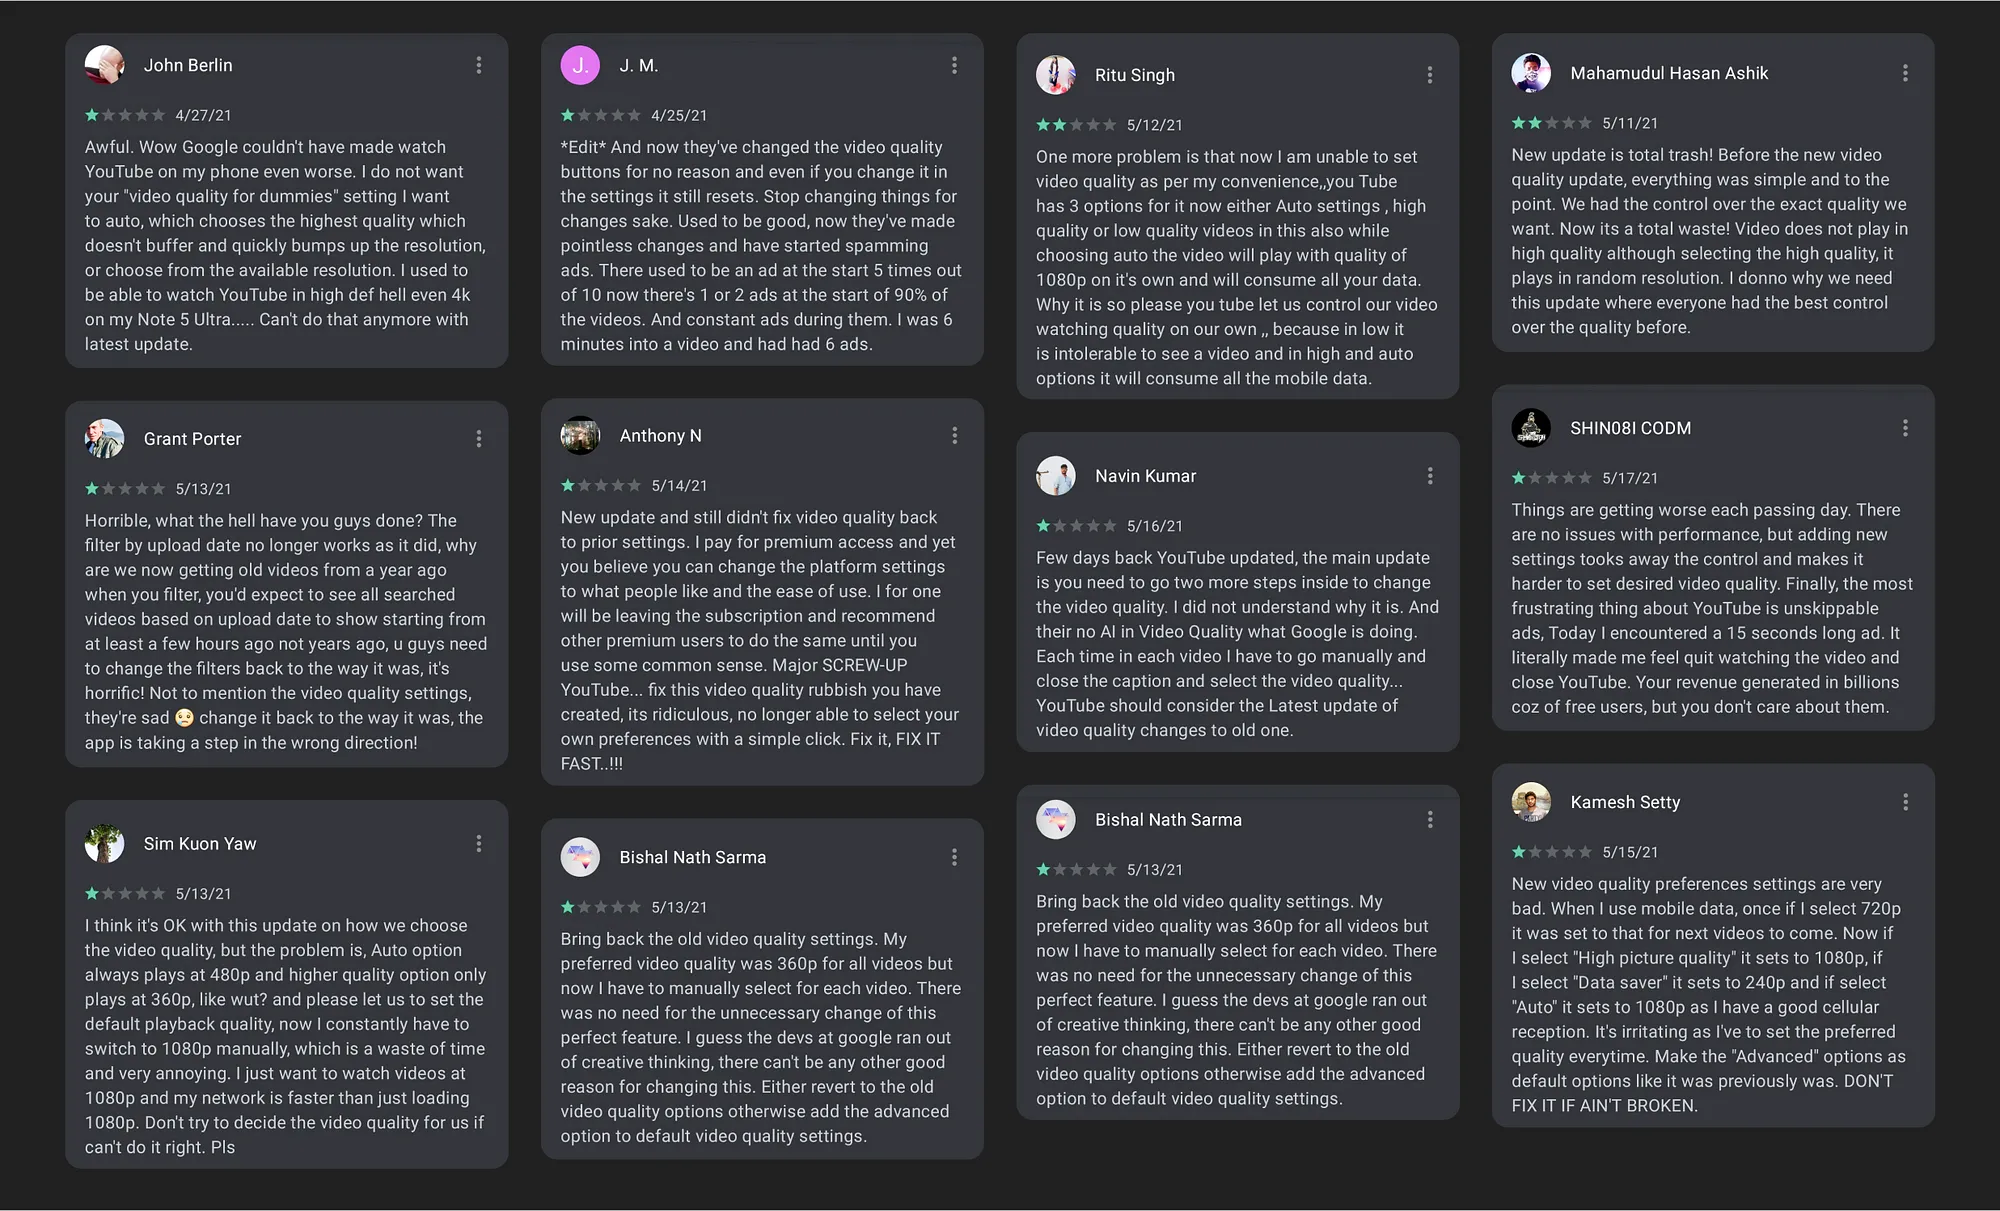 John Berlin
4/27/21
Awful. Wow Google couldn't have made watch
YouTube on my phone even worse. I do not want
your "video quality for dummies" setting I want
to auto, which chooses the highest quality which
doesn't buffer and quickly bumps up the resolution,
or choose from the available resolution. I used to
be able to watch YouTube in high def hell even 4k
on my Note 5 Ultra..... Can't do that anymore with
latest update.
Grant Porter
5/13/21
Horrible, what the hell have you guys done? The
filter by upload date no longer works as it did, why
are we now getting old videos from a year ago
when you filter, you'd expect to see all searched
videos based on upload date to show starting from
at least a few hours ago not years ago, u guys need
to change the filters back to the way it was, it's
horrific! Not to mention the video quality settings,
they're sad 😢 change it back to the way it was, the
app is taking a step in the wrong direction!
Sim Kuon Yaw
5/13/21
I think it's OK with this update on how we choose
the video quality, but the problem is, Auto option
always plays at 480p and higher quality option only
plays at 360p, like wut? and please let us to set the
default playback quality, now I constantly have to
switch to 1080p manually, which is a waste of time
and very annoying. I just want to watch videos at
1080p and my network is faster than just loading
1080p. Don't try to decide the video quality for us if
can't do it right. Pls
J.
J. M.
4/25/21
*Edit* And now they've changed the video quality
buttons for no reason and even if you change it in
the settings it still resets. Stop changing things for
changes sake. Used to be good, now they've made
pointless changes and have started spamming
ads. There used to be an ad at the start 5 times out
of 10 now there's 1 or 2 ads at the start of 90% of
the videos. And constant ads during them. I was 6
minutes into a video and had had 6 ads.
Anthony N
5/14/21
New update and still didn't fix video quality back
to prior settings. I pay for premium access and yet
you believe you can change the platform settings
to what people like and the ease of use. I for one
will be leaving the subscription and recommend
other premium users to do the same until you
use some common sense. Major SCREW-UP
YouTube... fix this video quality rubbish you have
created, its ridiculous, no longer able to select your
own preferences with a simple click. Fix it, FIX IT
FAST..!!!
Bishal Nath Sarma
5/13/21
Bring back the old video quality settings. My
preferred video quality was 360p for all videos but
now I have to manually select for each video. There
was no need for the unnecessary change of this
perfect feature. I guess the devs at google ran out
of creative thinking, there can't be any other good
reason for changing this. Either revert to the old
video quality options otherwise add the advanced
option to default video quality settings.
Ritu Singh
5/12/21
One more problem is that now I am unable to set
video quality as per my convenience,,you Tube
has 3 options for it now either Auto settings , high
quality or low quality videos in this also while
choosing auto the video will play with quality of
1080p on it's own and will consume all your data.
Why it is so please you tube let us control our video
watching quality on our own ,, because in low it
is intolerable to see a video and in high and auto
options it will consume all the mobile data.
Navin Kumar
5/16/21
Few days back YouTube updated, the main update
is you need to go two more steps inside to change
the video quality. I did not understand why it is. And
their no AI in Video Quality what Google is doing.
Each time in each video I have to go manually and
close the caption and select the video quality...
YouTube should consider the Latest update of
video quality changes to old one.
Bishal Nath Sarma
5/13/21
Bring back the old video quality settings. My
preferred video quality was 360p for all videos but
now I have to manually select for each video. There
was no need for the unnecessary change of this
perfect feature. I guess the devs at google ran out
of creative thinking, there can't be any other good
reason for changing this. Either revert to the old
video quality options otherwise add the advanced
option to default video quality settings.
Mahamudul Hasan Ashik
5/11/21
New update is total trash! Before the new video
quality update, everything was simple and to the
point. We had the control over the exact quality we
want. Now its a total waste! Video does not play in
high quality although selecting the high quality, it
plays in random resolution. I donno why we need
this update where everyone had the best control
over the quality before.
SHIN08I CODM
5/17/21
Things are getting worse each passing day. There
are no issues with performance, but adding new
settings tooks away the control and makes it
harder to set desired video quality. Finally, the most
frustrating thing about YouTube is unskippable
ads, Today I encountered a 15 seconds long ad. It
literally made me feel quit watching the video and
close YouTube. Your revenue generated in billions
coz of free users, but you don't care about them.
Kamesh Setty
5/15/21
New video quality preferences settings are very
bad. When I use mobile data, once if I select 720p
it was set to that for next videos to come. Now if
I select "High picture quality" it sets to 1080p, if
I select "Data saver" it sets to 240p and if select
"Auto" it sets to 1080p as I have a good cellular
reception. It's irritating as I've to set the preferred
quality everytime. Make the "Advanced" options as
default options like it was previously was. DON'T
FIX IT IF AIN'T BROKEN.